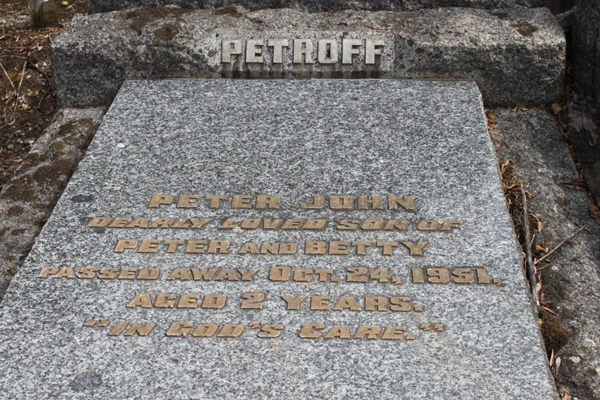 PETROFF
PETER JOHN
DEARLY LOVED SON OF
PETER AND BETTY
PASSED AWAY OCT. 24, 1951,
AGED 2 YEARS.
"IN GOD'S CARE."